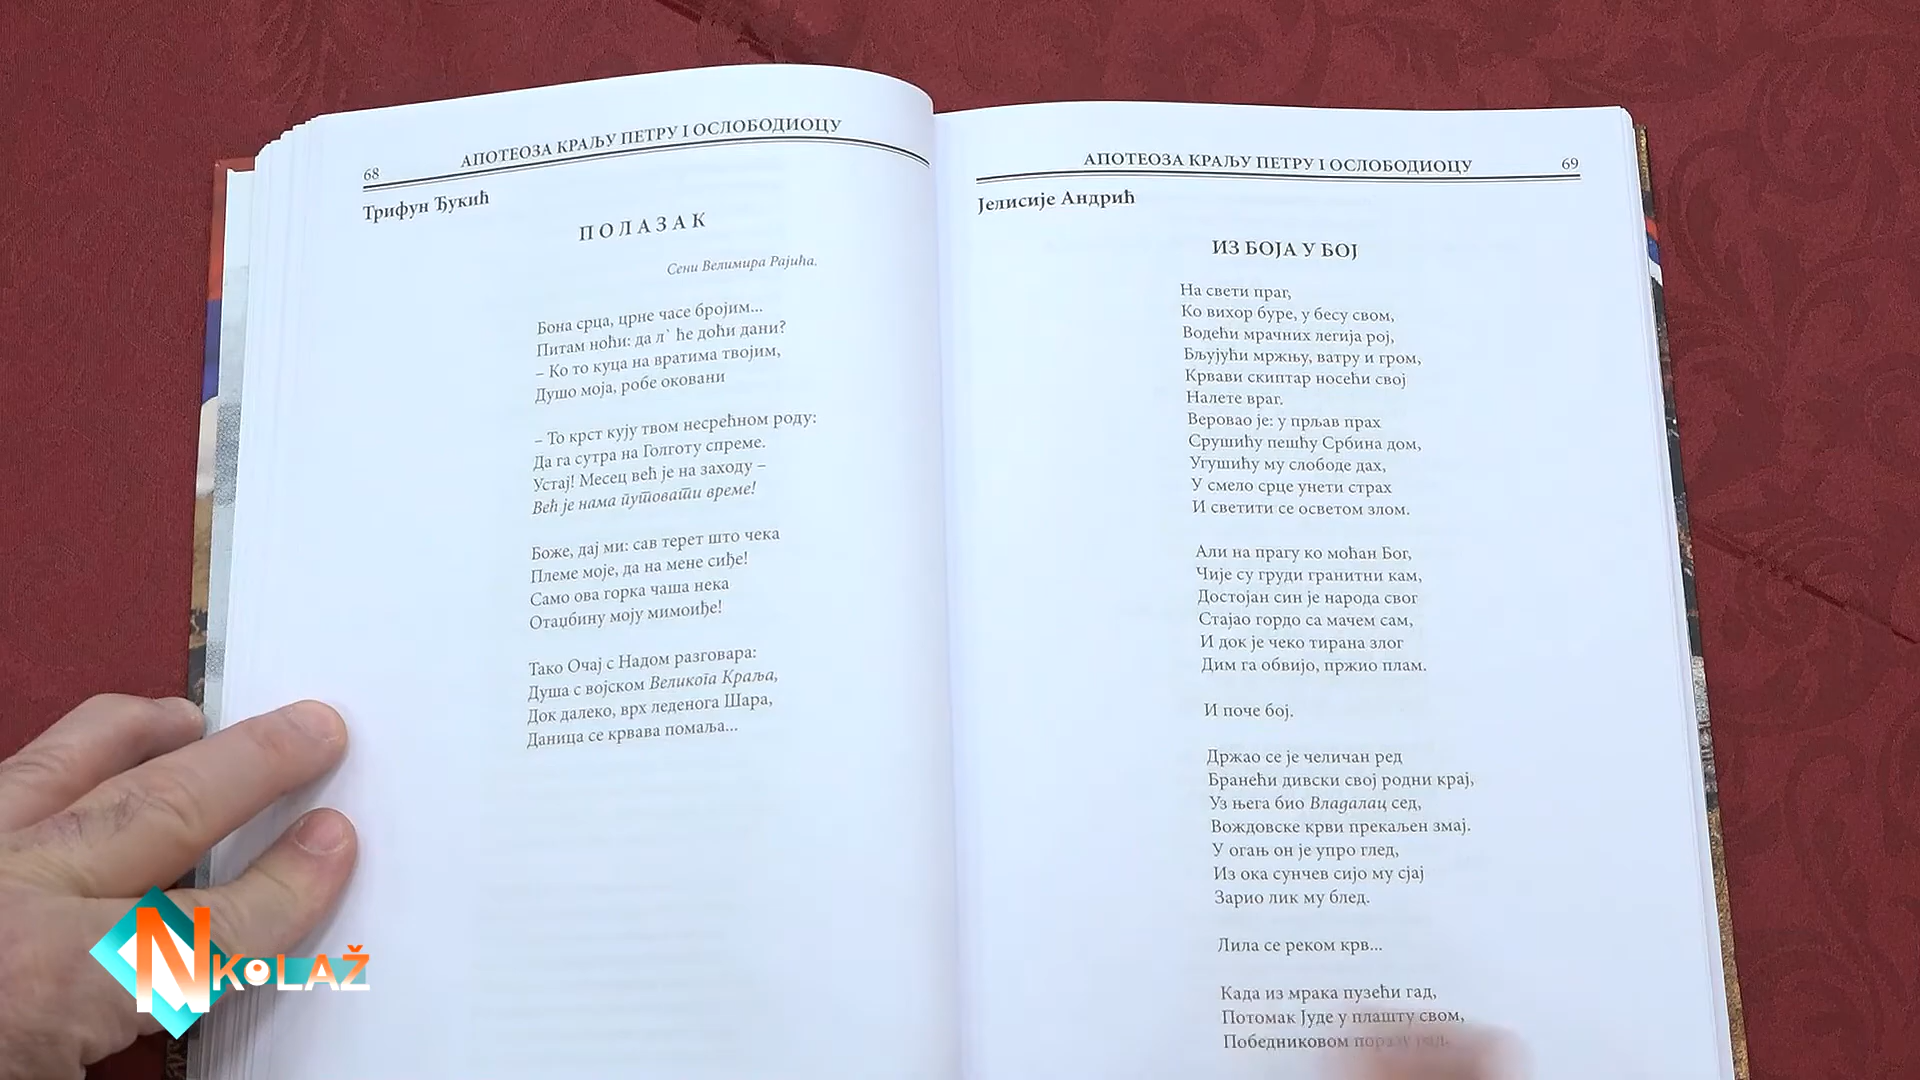 68
АПОТЕОЗА КРАЉУ ПЕТРУ I ОСЛОБОДИОЦУ
Трифун Ђукић
ПОЛАЗАК
Сени Велимира Рајића.
Бона срца, црне часе бројим...
Питам ноћи: да л` ће доћи дани?
– Ко то куца на вратима твојим,
Душо моја, робе оковани
– То крст кују твом несрећном роду:
Да га сутра на Голготу спреме.
Устај! Месец већ је на заходу –
Већ је нама путовати време!
Боже, дај ми: сав терет што чека
Племе моје, да на мене сиђе!
Само ова горка чаша нека
Отаџбину моју мимоиђе!
Тако Очај с Надом разговара:
Душа с војском Великога Краља,
Док далеко, врх леденога Шара,
Даница се крвава помаља...
АПОТЕОЗА КРАЉУ ПЕТРУ I ОСЛОБОДИОЦУ
69
Јелисије Андрић
ИЗ БОЈА У БОЈ
На свети праг,
Ко вихор буре, у бесу свом,
Водећи мрачних легија рој,
Бљујући мржњу, ватру и гром,
Крвави скиптар носећи свој
Налете враг.
Веровао је: у прљав прах
Срушићу пешћу Србина дом,
Угушићу му слободе дах,
У смело срце унети страх
И светити се осветом злом.
Али на прагу ко моћан Бог,
Чије су груди гранитни кам,
Достојан син је народа свог
Стајао гордо са мачем сам,
И док је чеко тирана злог
Дим га обвијо, пржио плам.
И поче бој.
Држао се је челичан ред
Бранећи дивски свој родни крај,
Уз њега био Владалац сед,
Вождовске крви прекаљен змај.
У огањ он је упро глед,
Из ока сунчев сијо му сјај
Зарио лик му блед.
Лила се реком крв...
Када из мрака пузећи гад,
Потомак Јуде у плашту свом,
Победниковом
NKOLAŽ